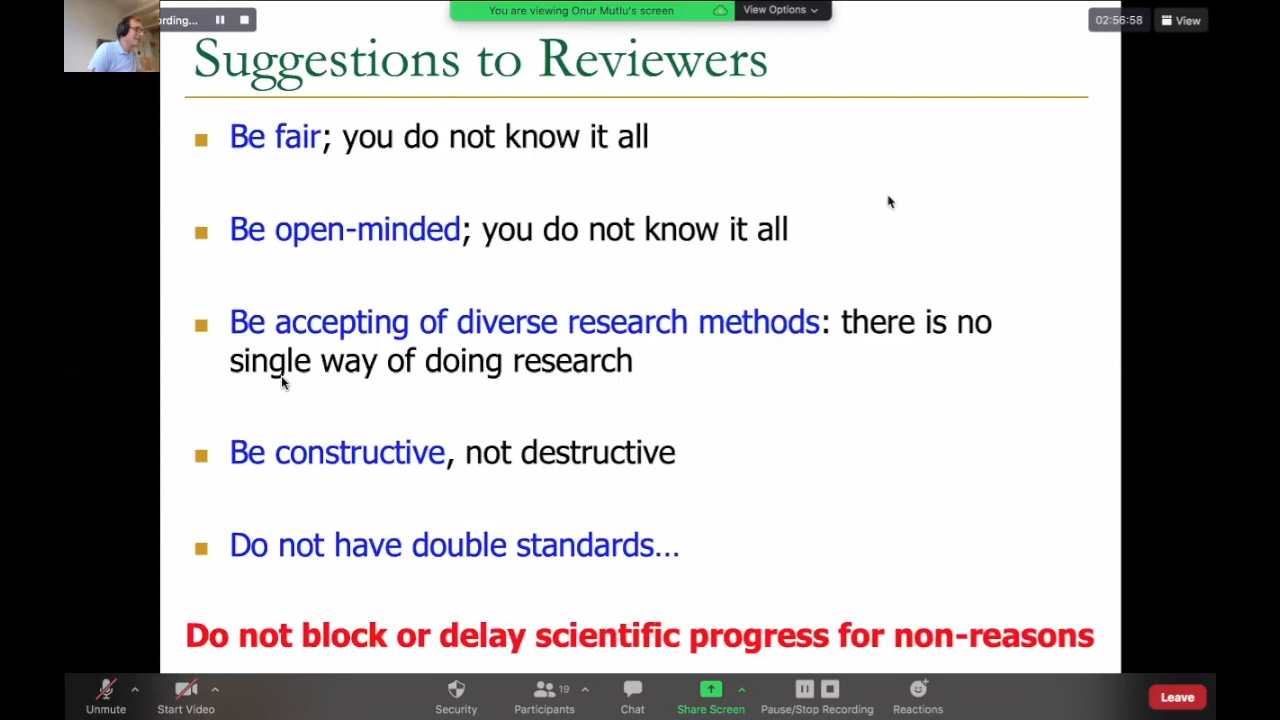 rding...
You are viewing Onur Mutlu's screen
View Options
02:56:58
View
Suggestions to Reviewers
Be fair; you do not know it all
Be open-minded; you do not know it all
Be accepting of diverse research methods: there is no
single way of doing research
Be constructive, not destructive
Do not have double standards...
Do not block or delay scientific progress for non-reasons
Unmute
Start Video
Security
19
Participants
Chat
Share Screen
Pause/Stop Recording
Reactions
Leave